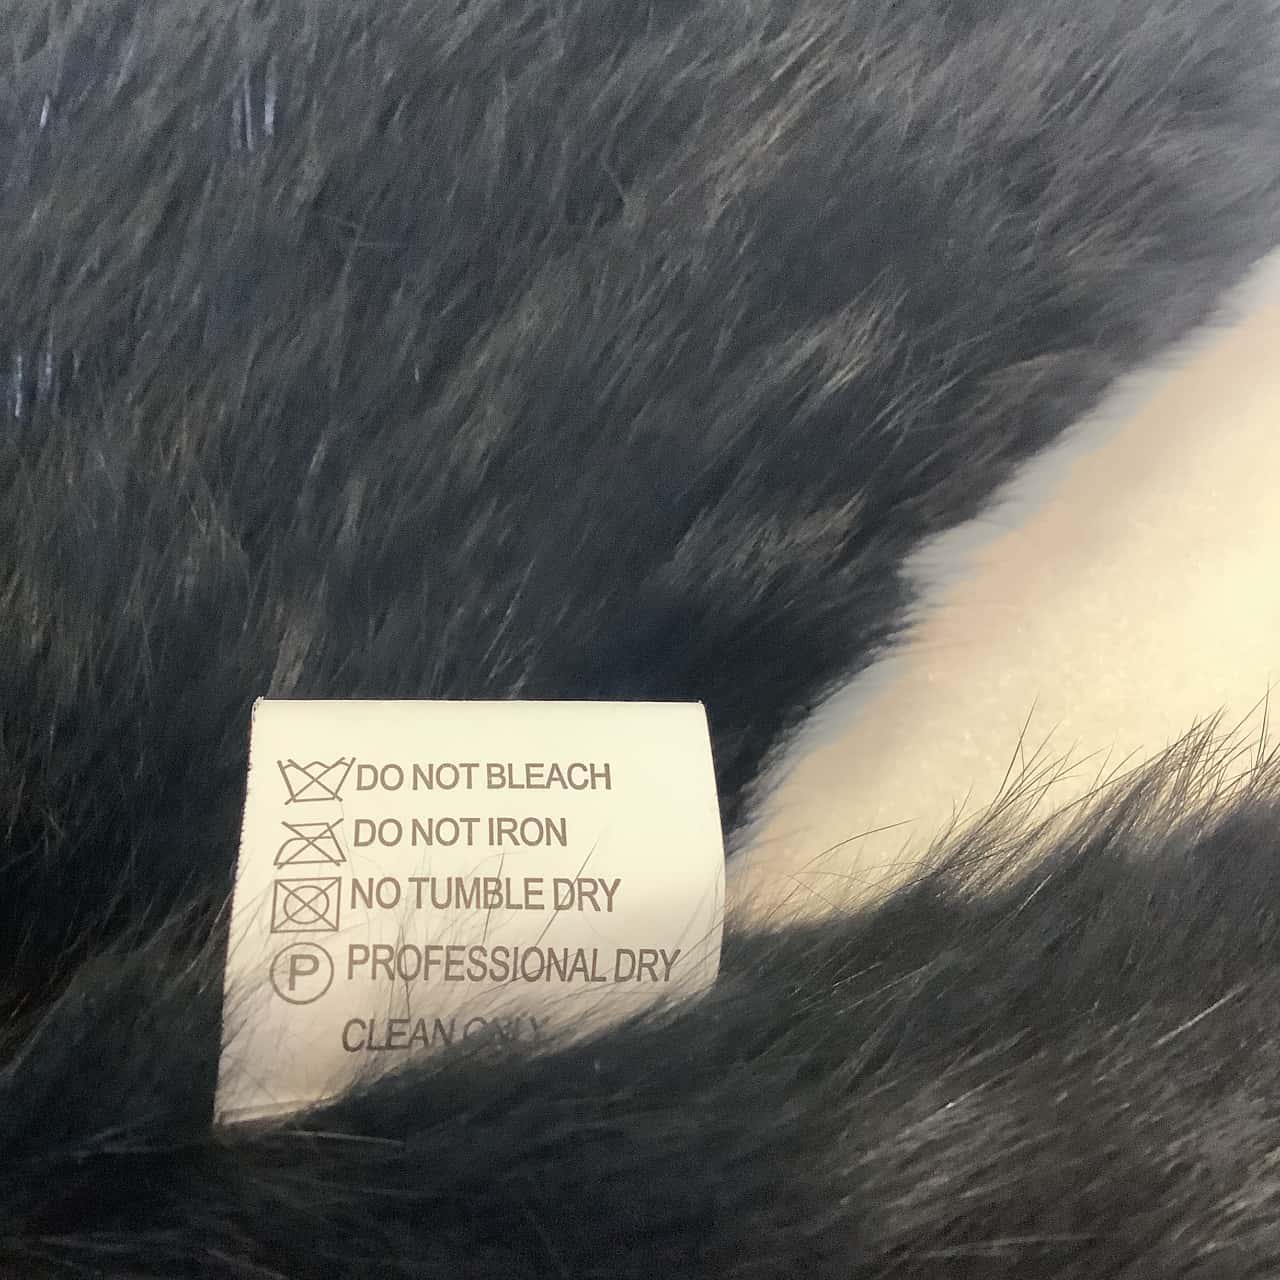 DO NOT BLEACH
DO NOT IRON
NO TUMBLE DRY
P PROFESSIONAL DRY
CLEAN ONLY